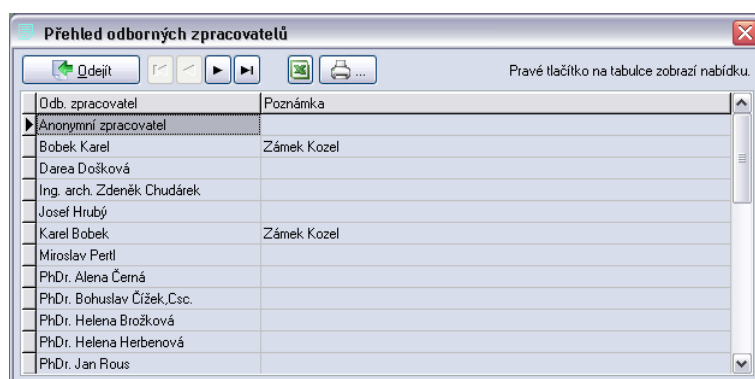 Přehled odborných zpracovatelů
Odejít ... Pravé tlačítko na tabulce zobrazí nabídku.
Odb. zpracovatel Poznámka
Anonymní zpracovatel
Bobek Karel Zámek Kozel
Darea Došková
Ing. arch. Zdeněk Chudárek
Josef Hrubý
Karel Bobek Zámek Kozel
Miroslav Pertl
PhDr. Alena Černá
PhDr. Bohuslav Čížek,Csc.
PhDr. Helena Brožková
PhDr. Helena Herbenová
PhDr. Jan Rous